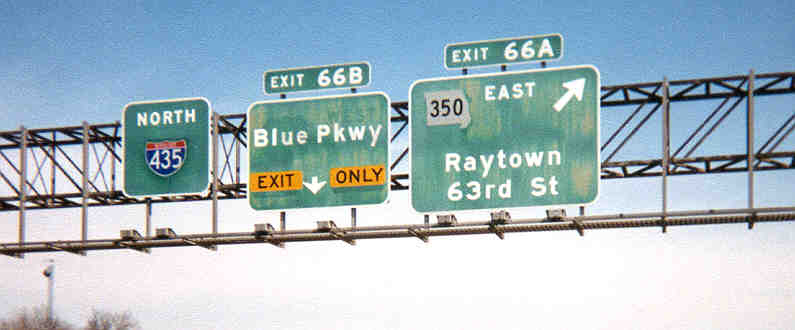 NORTH
435
EXIT 66B
Blue Pkwy
EXIT ONLY
EXIT 66A
350 EAST
Raytown
63rd St